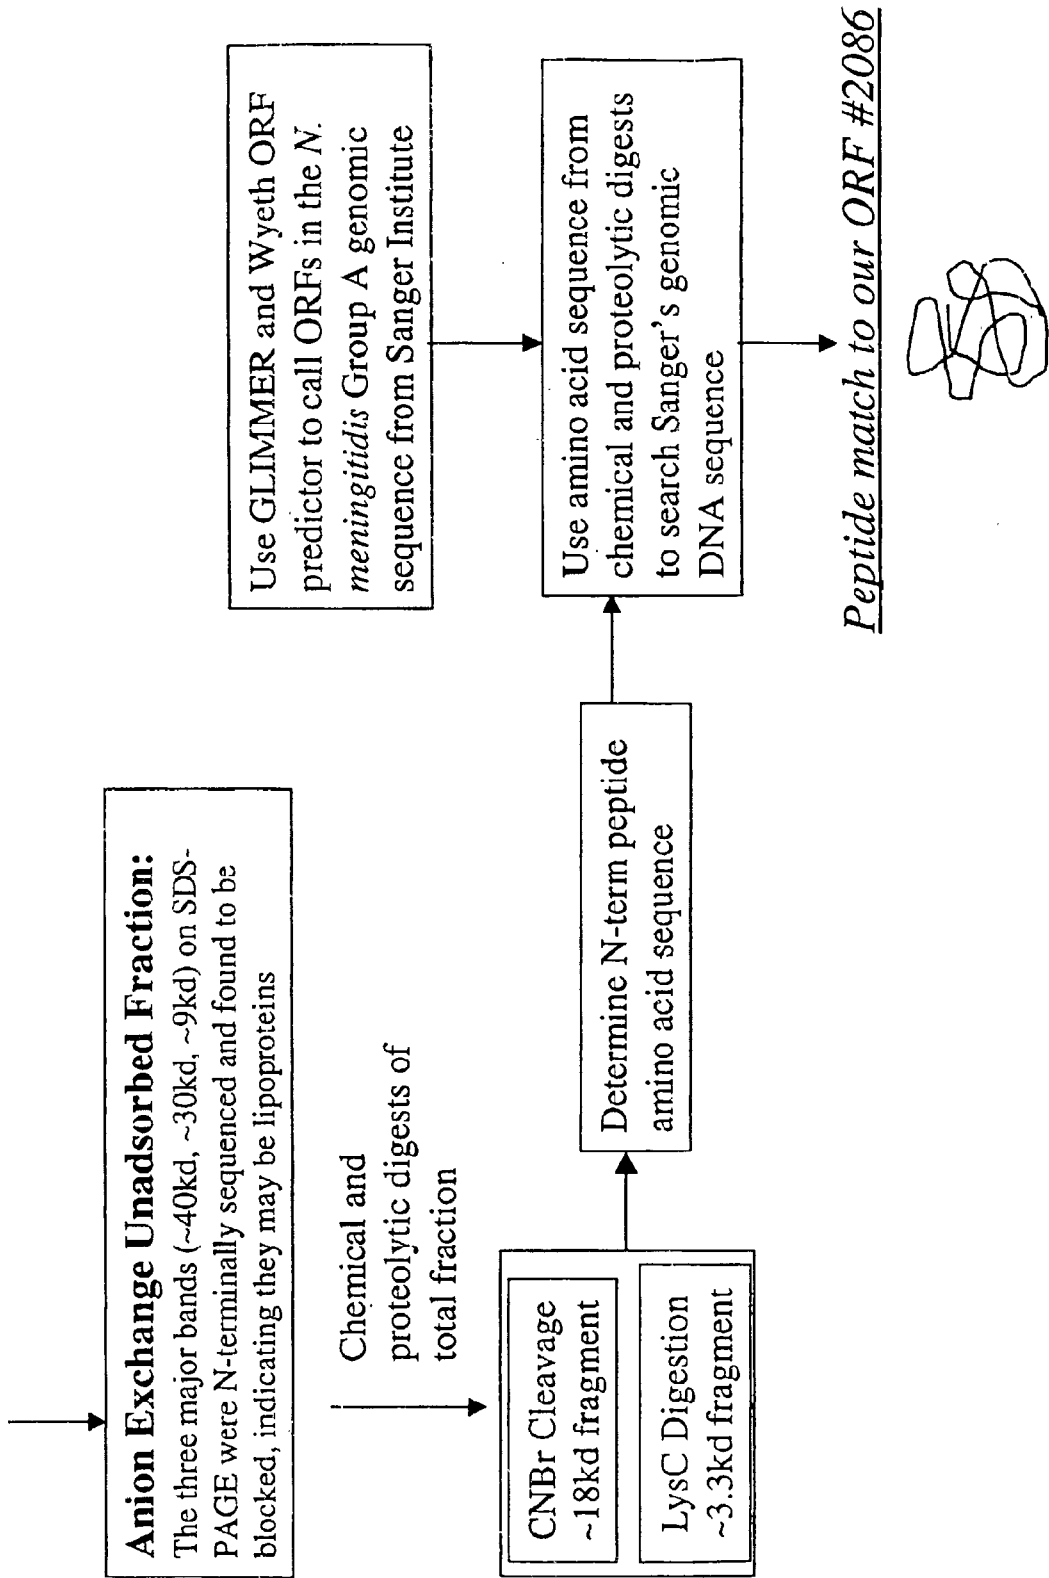 Anion Exchange Unadsorbed Fraction:
The three major bands (~40kd, ~30kd, ~9kd) on SDS-
PAGE were N-terminally sequenced and found to be
blocked, indicating they may be lipoproteins
Chemical and
proteolytic digests of
total fraction
CNBr Cleavage
~18kd fragment
LysC Digestion
~3.3kd fragment
Determine N-term peptide
amino acid sequence
Use GLIMMER and Wyeth ORF
predictor to call ORFs in the N.
meningitidis Group A genomic
sequence from Sanger Institute
Use amino acid sequence from
chemical and proteolytic digests
to search Sanger's genomic
DNA sequence
Peptide match to our ORF #2086